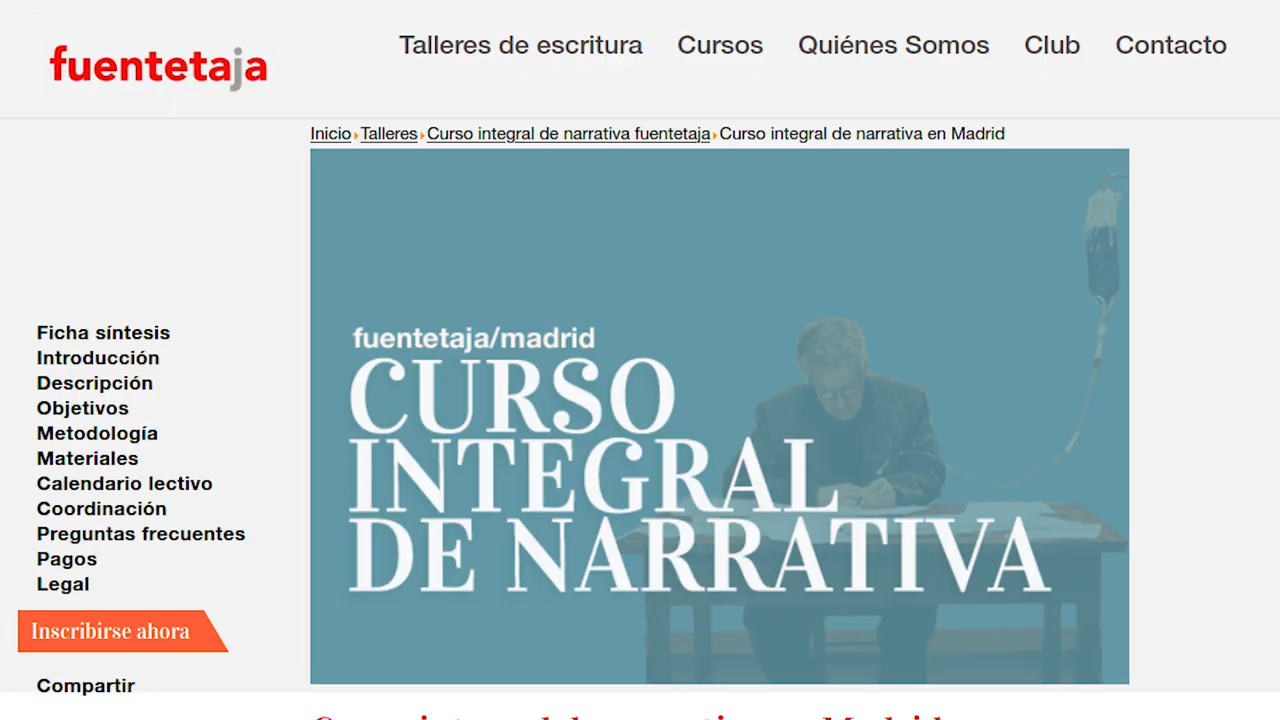 fuentetaja
Talleres de escritura Cursos Quiénes Somos Club Contacto
Inicio Talleres Curso integral de narrativa fuentetaja Curso integral de narrativa en Madrid
fuentetaja/madrid
CURSO
INTEGRAL
DE NARRATIVA
Ficha síntesis
Introducción
Descripción
Objetivos
Metodología
Materiales
Calendario lectivo
Coordinación
Preguntas frecuentes
Pagos
Legal
Inscribirse ahora
Compartir